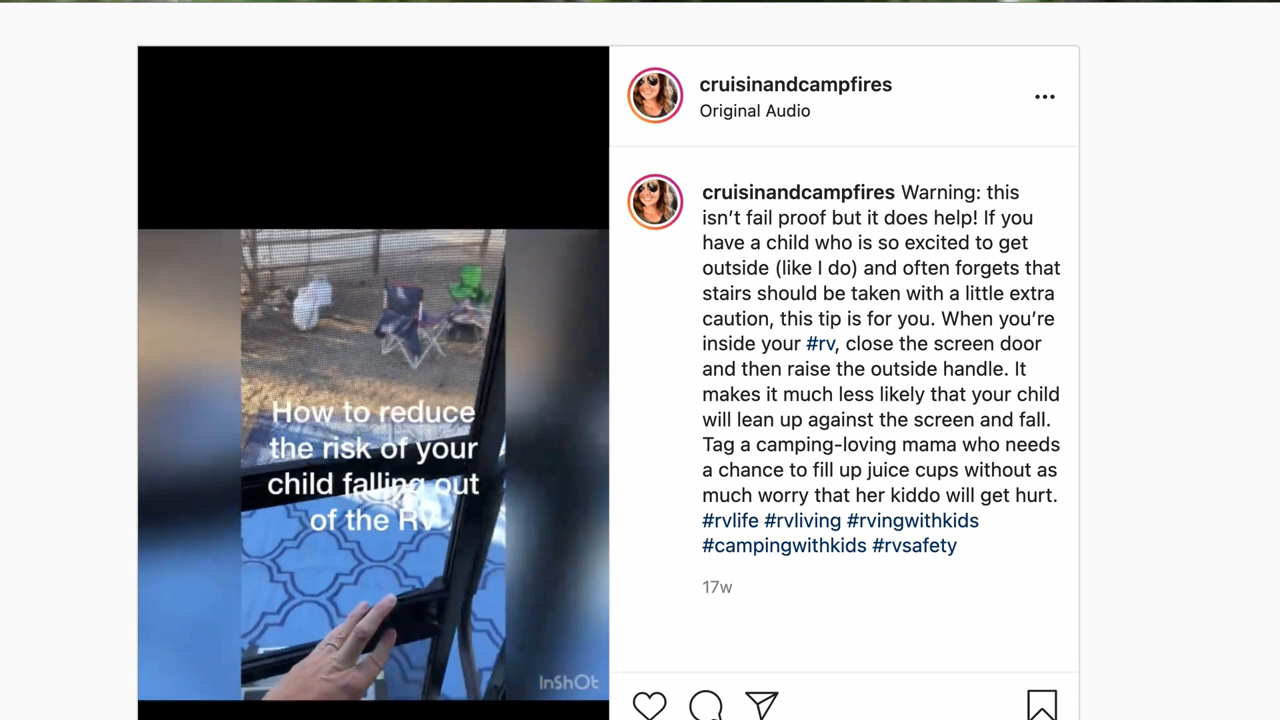 cruisinandcampfires
Original Audio
cruisinandcampfires Warning: this
isn’t fail proof but it does help! If you
have a child who is so excited to get
outside (like I do) and often forgets that
stairs should be taken with a little extra
caution, this tip is for you. When you’re
inside your #rv, close the screen door
and then raise the outside handle. It
makes it much less likely that your child
will lean up against the screen and fall.
Tag a camping-loving mama who needs
a chance to fill up juice cups without as
much worry that her kiddo will get hurt.
#rvlife #rvliving #rvingwithkids
#campingwithkids #rvsafety
17w
How to reduce
the risk of your
child falling out
of the RV
InShOt